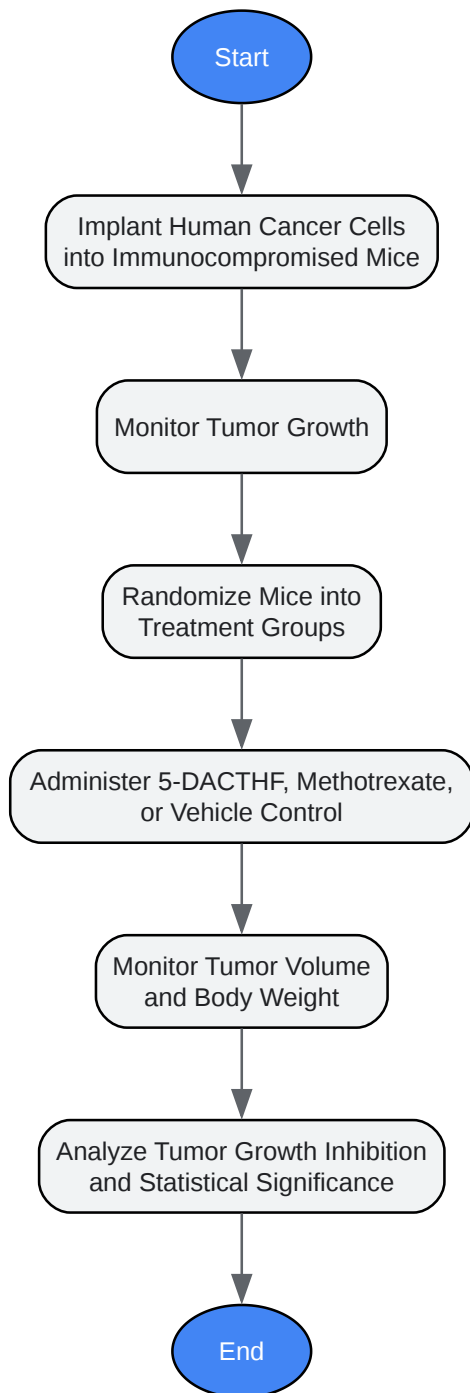 Start
Implant Human Cancer Cells
into Immunocompromised Mice
Monitor Tumor Growth
Randomize Mice into
Treatment Groups
Administer 5-DACTHF, Methotrexate,
or Vehicle Control
Monitor Tumor Volume
and Body Weight
Analyze Tumor Growth Inhibition
and Statistical Significance
End